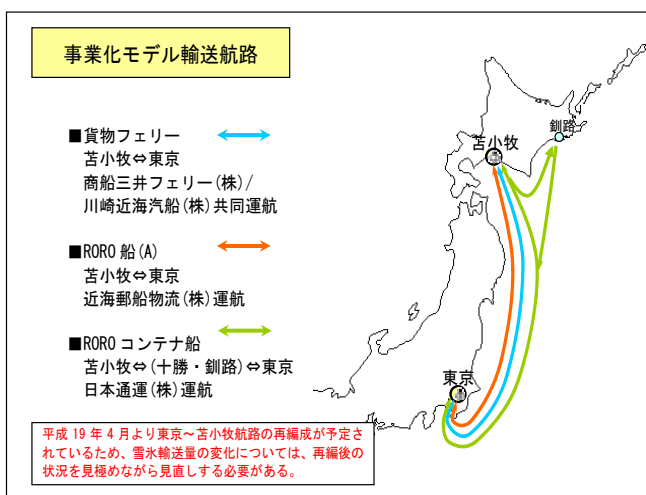 事業化モデル輸送航路
■貨物フェリー
苫小牧⇔東京
商船三井フェリー(株)/
川崎近海汽船(株)共同運航
■RORO船(A)
苫小牧⇔東京
近海郵船物流(株)運航
■ROROコンテナ船
苫小牧⇔(十勝・釧路)⇔東京
日本通運(株)運航
平成19年4月より東京～苫小牧航路の再編成が予定さ
れているため、雪氷輸送量の変化については、再編後の
状況を見極めながら見直しする必要がある。
釧路
苫小牧
東京